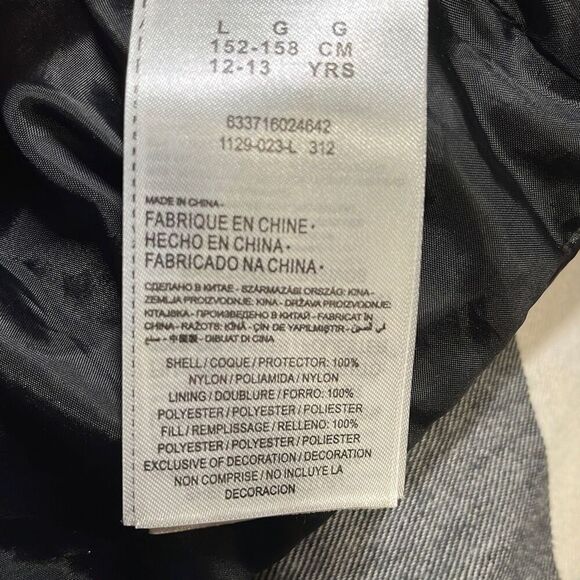 L G G
152-158 CM
12-13 YRS
633716024642
1129-023-L 312
MADE IN CHINA -
FABRIQUE EN CHINE •
HECHO EN CHINA •
FABRICADO NA CHINA •
СДЕЛАНО В КИТАЕ - SZÁRMAZÁSI ORSZÁG: KINA -
ZEMLJA PROIZVODNJE: KINA - DRŽAVA PROIZVODNJE:
KITAJSKA - ПРОИЗВЕДЕНО В КИТАЙ - FABRICAT ÎN
CHINA - RAŽOTS: ĶĪNĀ - ÇİN DE YAPILMIŞTIR - في الصين
- 中国製 - DIBUAT DI CINA
SHELL / COQUE / PROTECTOR: 100%
NYLON / POLIAMIDA / NYLON
LINING / DOUBLURE / FORRO: 100%
POLYESTER / POLYESTER / POLIESTER
FILL / REMPLISSAGE / RELLENO: 100%
POLYESTER / POLYESTER / POLIESTER
EXCLUSIVE OF DECORATION / DECORATION
NON COMPRISE / NO INCLUYE LA
DECORACION